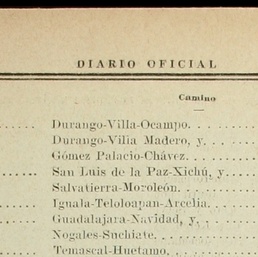 DIARIO OFICIAL
Camino
Durango-Villa-Ocampo. . . . . . .
Durango-Villa Madero, y. . . .
Gómez Palacio-Chávez. . . . . . .
San Luis de la Paz-Xichú, y. . . .
Salvatierra-Moroleón. . . . . . . .
Iguala-Teloloapan-Arcelia. . . .
Guadalajara-Navidad, y. . . . . .
Nogales-Suchiate. . . . . . . . . .
Temascal-Huetamo. . . . . . . . .